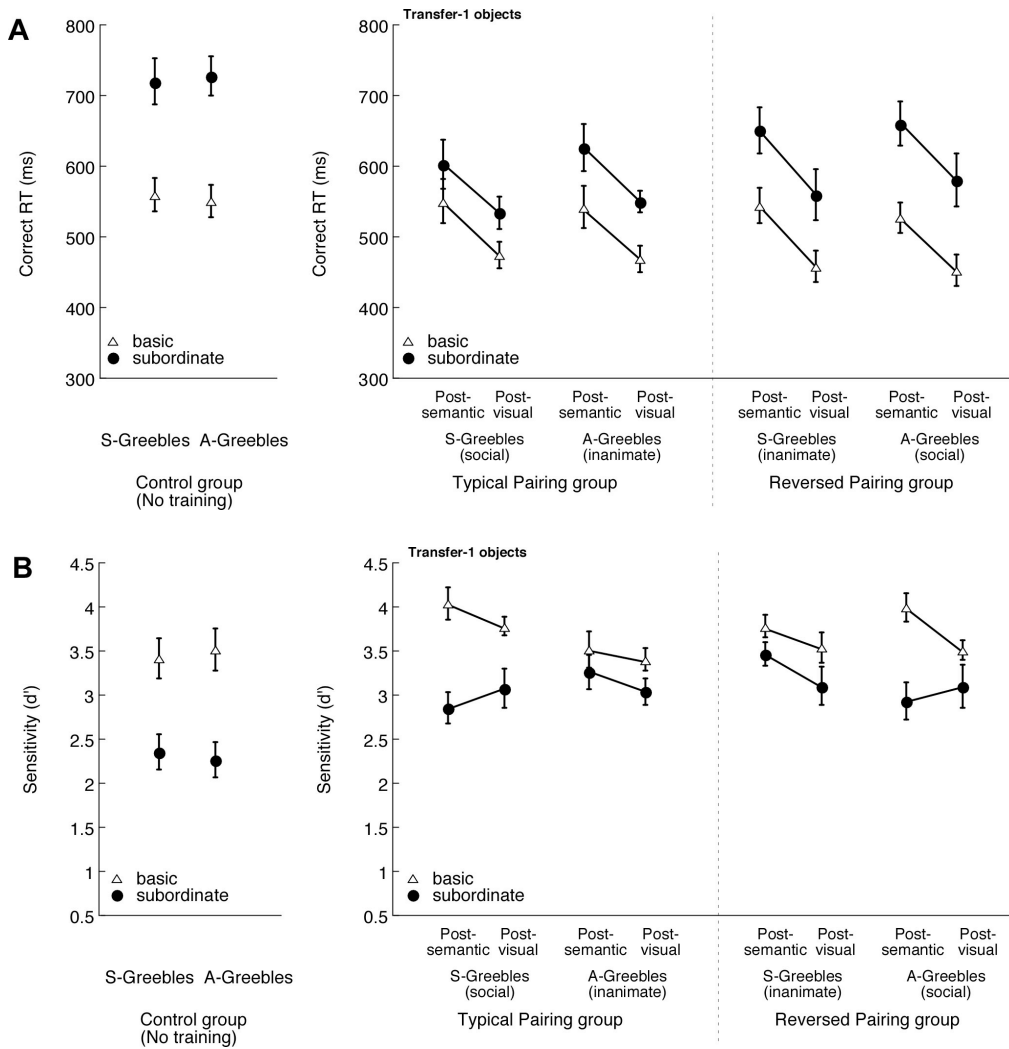 A
Transfer-1 objects
800
700
600
500
400
300
Correct RT (ms)
basic
subordinate
S-Greebles A-Greebles
Control group
(No training)
800
700
600
500
400
300
Correct RT (ms)
basic
subordinate
Post-semantic Post-visual Post-semantic Post-visual Post-semantic Post-visual Post-semantic Post-visual
S-Greebles A-Greebles S-Greebles A-Greebles
(social) (inanimate) (inanimate) (social)
Typical Pairing group Reversed Pairing group
B
Transfer-1 objects
4.5
4
3.5
3
2.5
2
1.5
1
0.5
Sensitivity (d')
basic
subordinate
S-Greebles A-Greebles
Control group
(No training)
4.5
4
3.5
3
2.5
2
1.5
1
0.5
Sensitivity (d')
basic
subordinate
Post-semantic Post-visual Post-semantic Post-visual Post-semantic Post-visual Post-semantic Post-visual
S-Greebles A-Greebles S-Greebles A-Greebles
(social) (inanimate) (inanimate) (social)
Typical Pairing group Reversed Pairing group